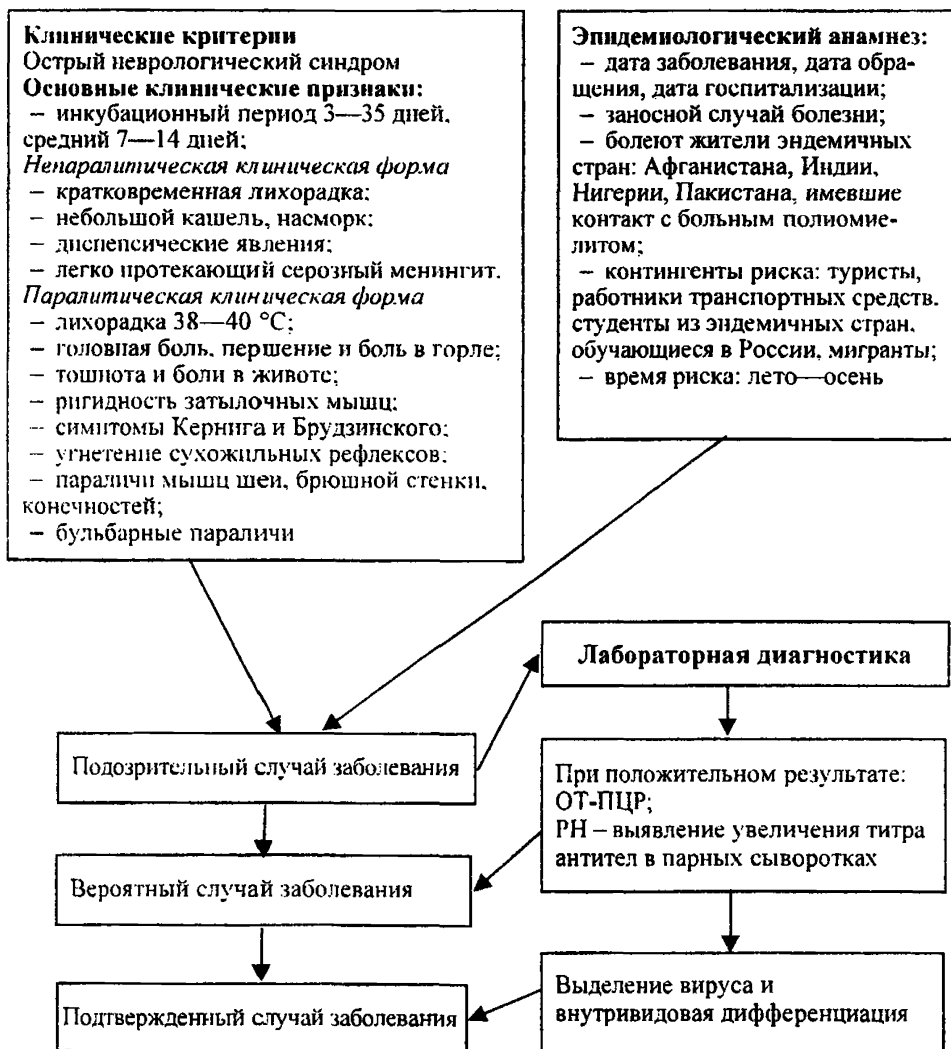 Клинические критерии
Острый неврологический синдром
Основные клинические признаки:
– инкубационный период 3—35 дней,
средний 7—14 дней;
Непаралитическая клиническая форма
– кратковременная лихорадка;
– небольшой кашель, насморк;
– диспепсические явления;
– легко протекающий серозный менингит.
Паралитическая клиническая форма
– лихорадка 38—40 °С;
– головная боль, першение и боль в горле;
– тошнота и боли в животе;
– ригидность затылочных мышц;
– симптомы Кернига и Брудзинского;
– угнетение сухожильных рефлексов;
– параличи мышц шеи, брюшной стенки,
конечностей;
– бульбарные параличи
Эпидемиологический анамнез:
– дата заболевания, дата обра-
щения, дата госпитализации;
– заносной случай болезни;
– болеют жители эндемичных
стран: Афганистана, Индии,
Нигерии, Пакистана, имевшие
контакт с больным полиомие-
литом;
– контингенты риска: туристы,
работники транспортных средств,
студенты из эндемичных стран,
обучающиеся в России, мигранты;
– время риска: лето—осень
Лабораторная диагностика
Подозрительный случай заболевания
При положительном результате:
ОТ-ПЦР;
РН – выявление увеличения титра
антител в парных сыворотках
Вероятный случай заболевания
Выделение вируса и
внутривидовая дифференциация
Подтвержденный случай заболевания